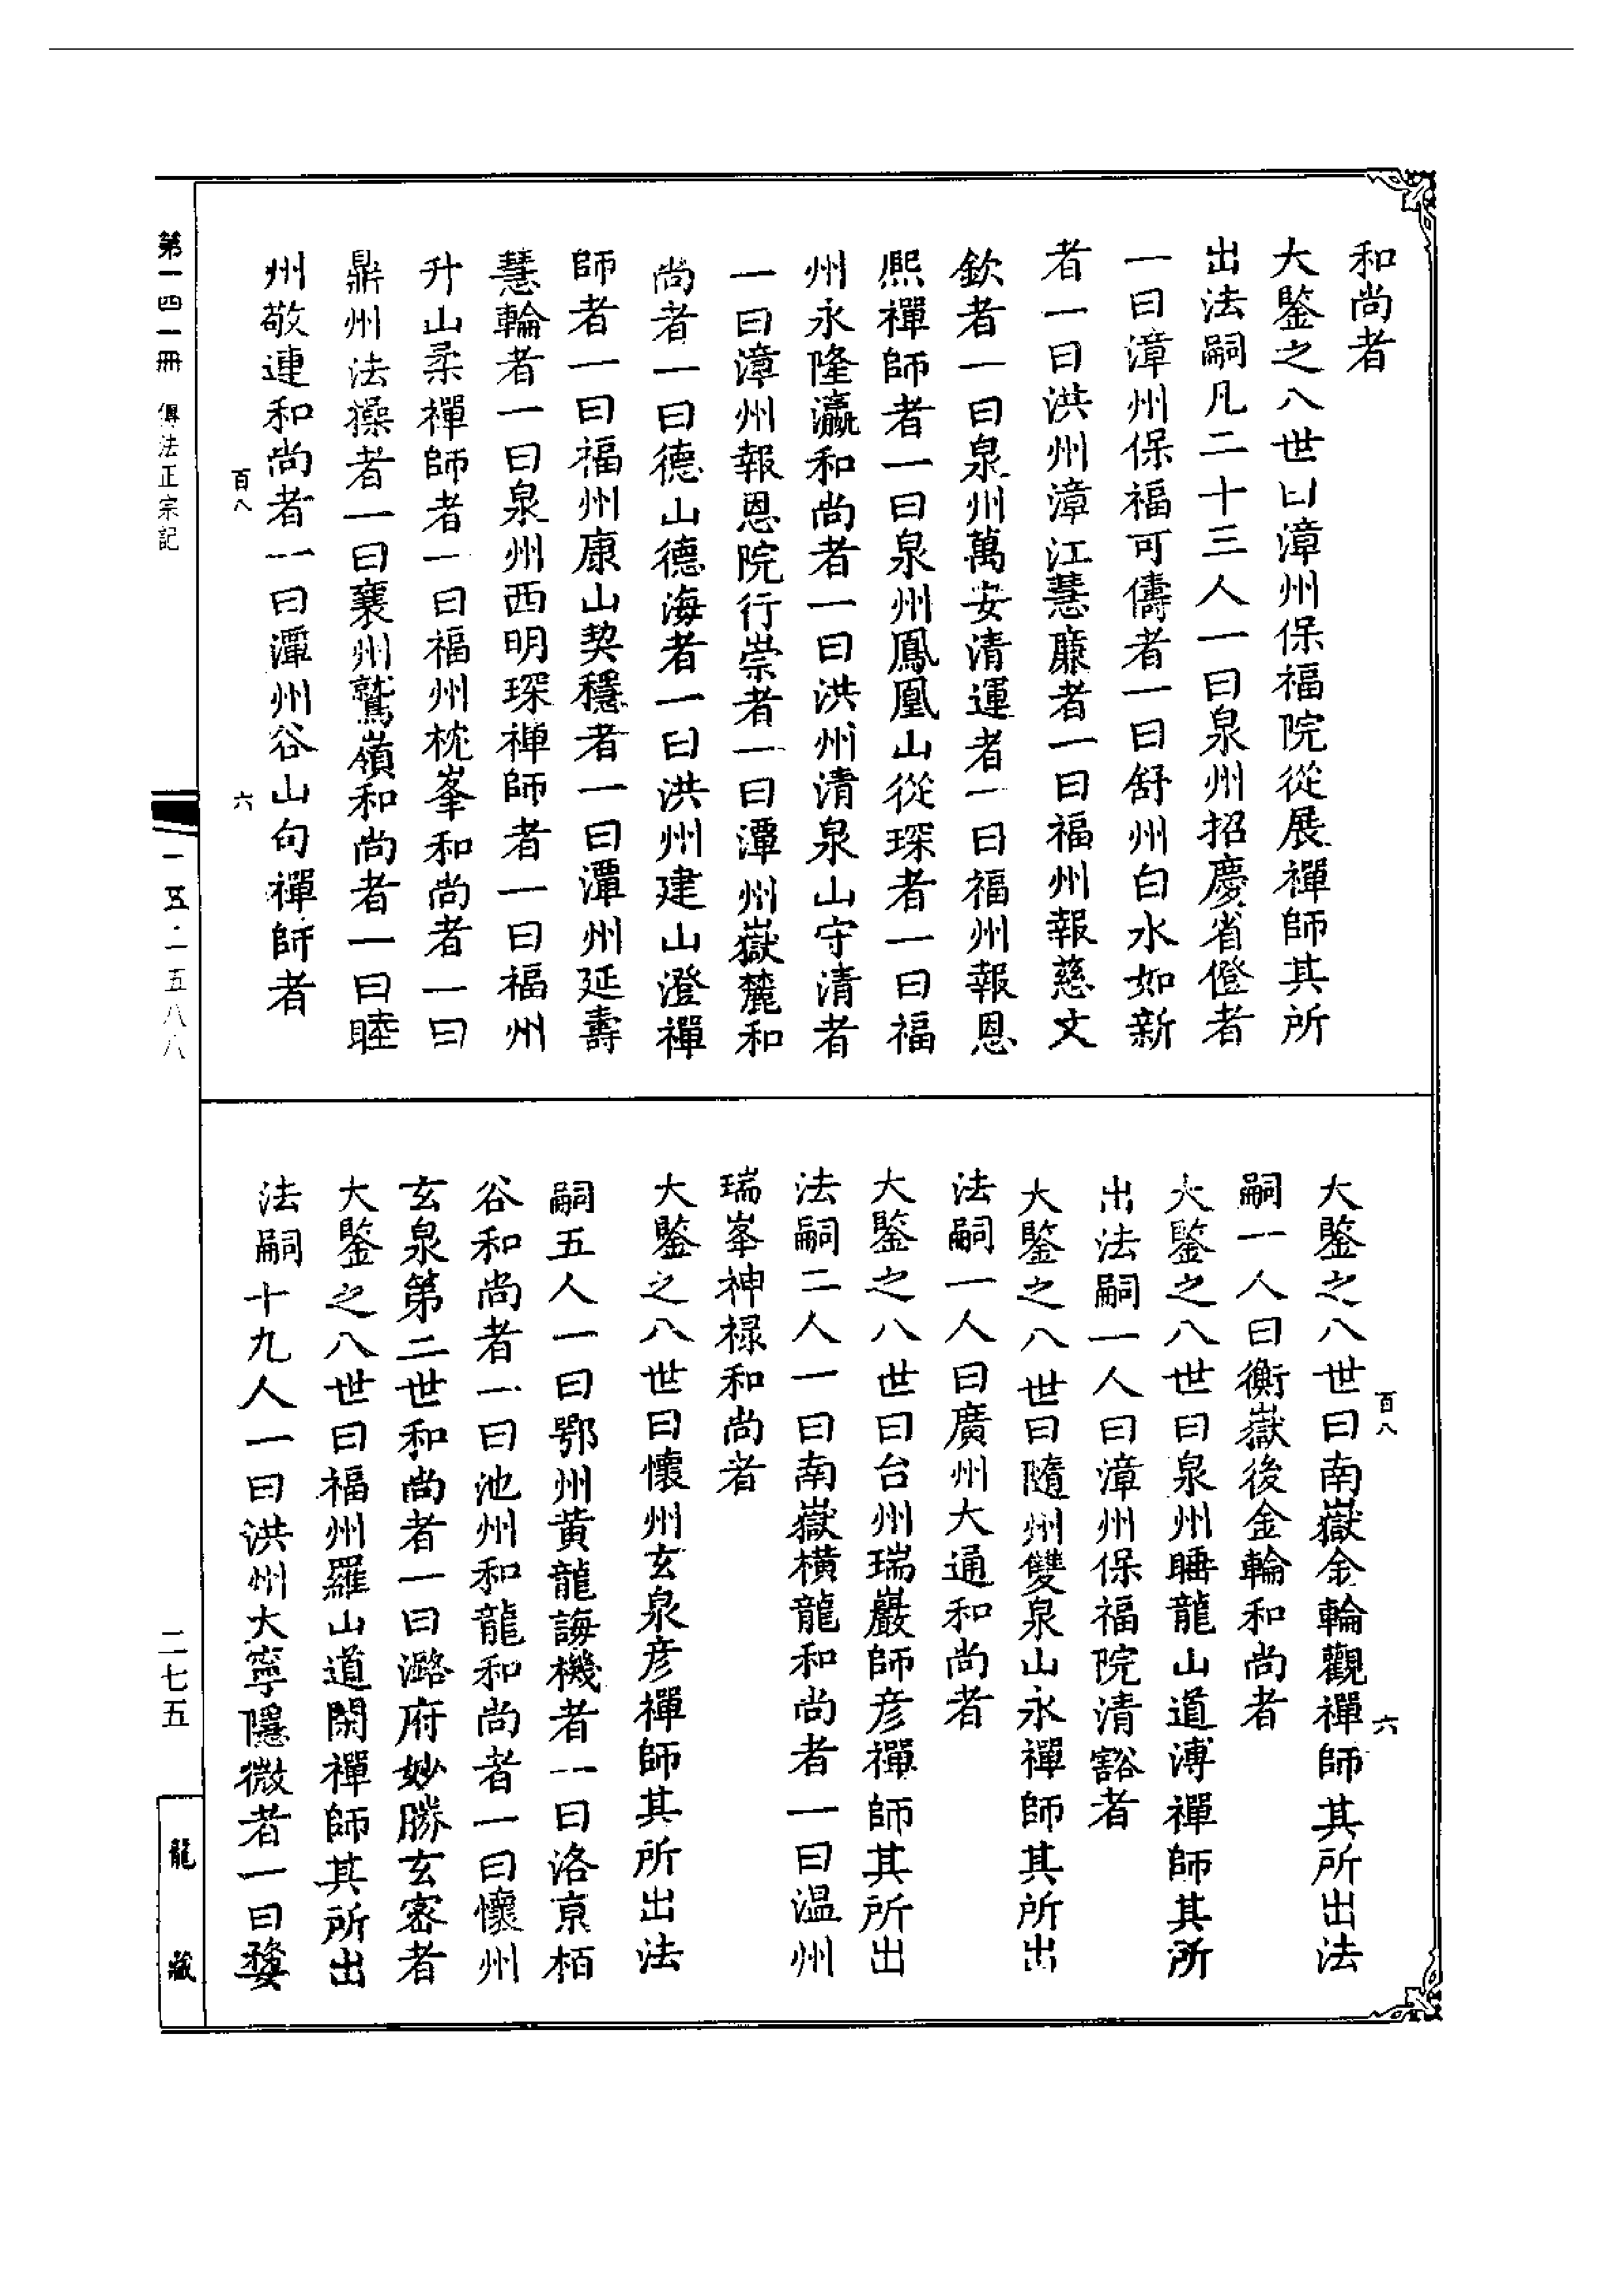 和尚者
大鑒之八世曰漳州保福院從展禪師其所
出法嗣凡二十三人一曰泉州招慶省僜者
一曰漳州保福可儔者一曰舒州白水如新
者一曰洪州漳江慧廉者一曰福州報慈文
欽者一曰泉州萬安清運者一曰福州報恩
熈禪師者一曰泉州鳳凰山從琛者一曰福
州永隆瀛和尚者一曰洪州清泉山守清者
一曰漳州報恩院行崇者一曰潭州嶽麓和
尚者一曰德山德海者一曰洪州建山澄禪
師者一曰福州康山契穩者一曰潭州延壽
慧輪者一曰泉州西明琛禪師者一曰福州
升山柔禪師者一曰福州枕峯和尚者一曰
鼎州法操者一曰襄州鷲嶺和尚者一曰睦
州敬連和尚者一曰潭州谷山句禪師者
百八
六
大鑒之八世曰南嶽金輪觀禪師其所出法
嗣一人曰衡嶽後金輪和尚者
大鑒之八世曰泉州睡龍山道溥禪師其所
出法嗣一人曰漳州保福院清豁者
大鑒之八世曰隨州雙泉山永禪師其所出
法嗣一人曰廣州大通和尚者
大鑒之八世曰台州瑞巖師彦禪師其所出
法嗣二人一曰南嶽橫龍和尚者一曰温州
瑞峯神禄和尚者
大鑒之八世曰懷州玄泉彦禪師其所出法
嗣五人一曰鄂州黄龍誨機者一曰洛京栢
谷和尚者一曰池州和龍和尚者一曰懷州
玄泉第二世和尚者一曰潞府妙勝玄密者
大鑒之八世曰福州羅山道閑禪師其所出
法嗣十九人一曰洪州大寧隱微者一曰婺
百八
六
第一四一冊
傳法正宗記
一五·一五八八
二七五
龍藏